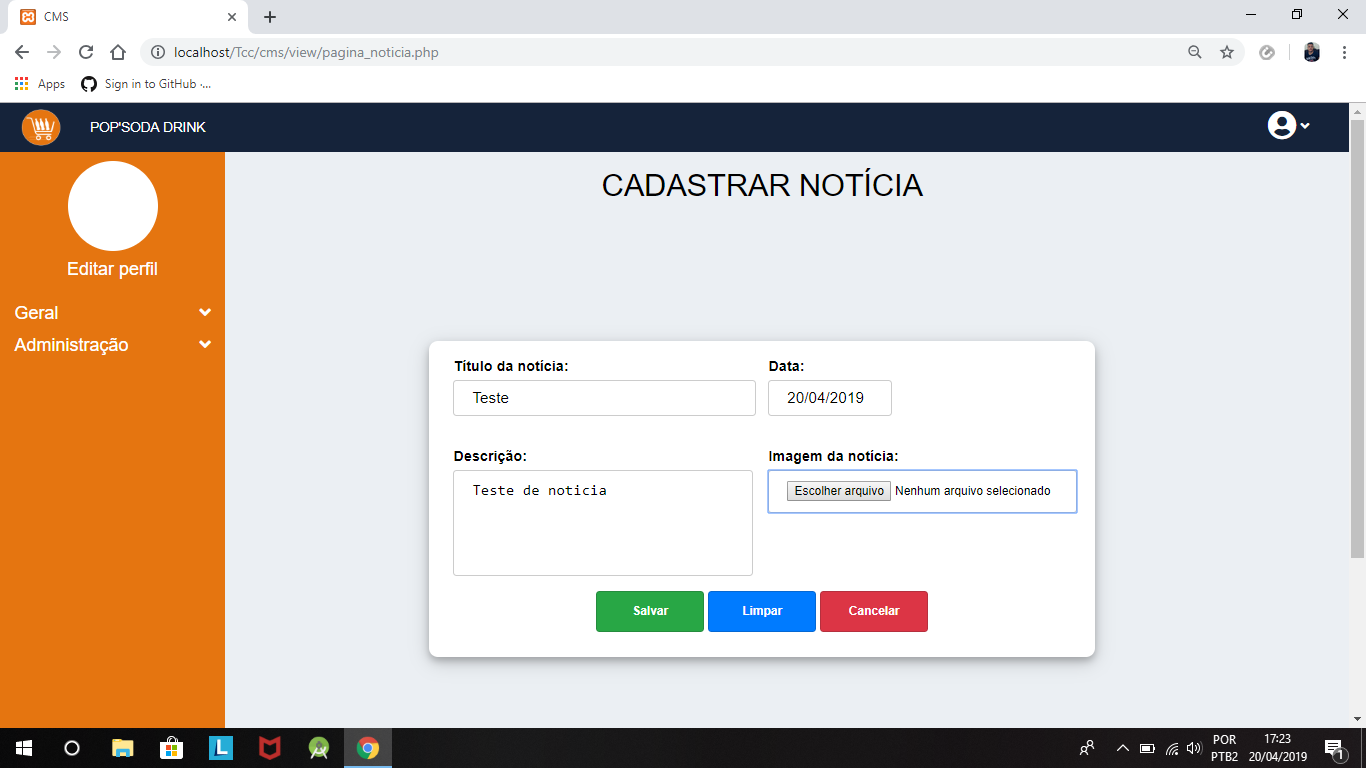 CMS
localhost/Tcc/cms/view/pagina_noticia.php
Apps Sign in to GitHub ·...
POP'SODA DRINK
CADASTRAR NOTÍCIA
Editar perfil
Geral
Administração
Título da notícia: Data:
Teste 20/04/2019
Descrição: Imagem da notícia:
Teste de noticia Escolher arquivo Nenhum arquivo selecionado
Salvar Limpar Cancelar
L POR 17:23
PTB2 20/04/2019 1